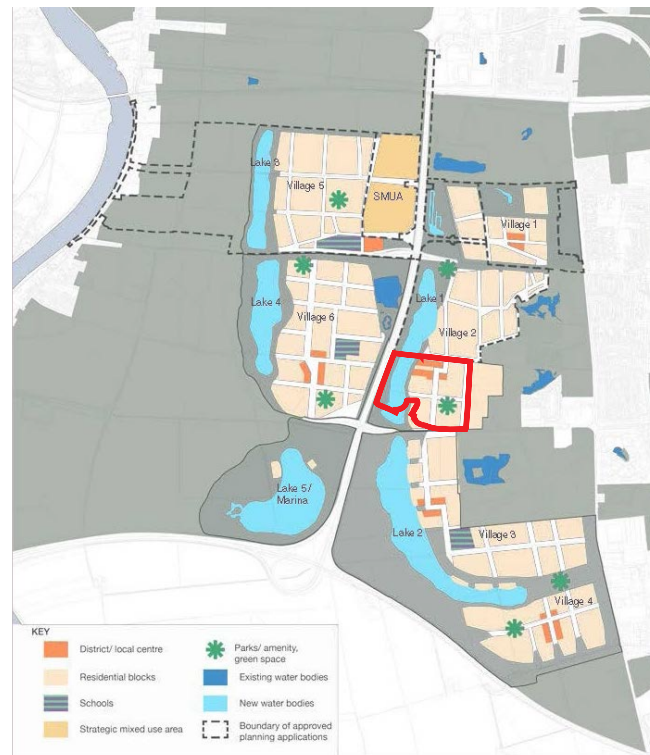 Lake 3
Village 5
SMUA
Village 1
Lake 4
Lake 1
Village 6
Village 2
Lake 5 /
Marina
Lake 2
Village 3
Village 4
KEY
District/ local centre
Residential blocks
Schools
Strategic mixed use area
Parks/ amenity,
green space
Existing water bodies
New water bodies
Boundary of approved
planning applications